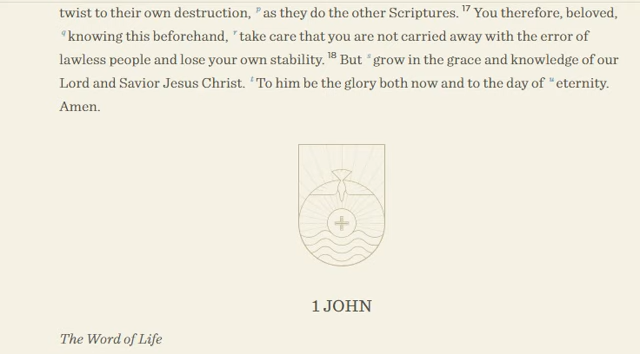 twist to their own destruction, p as they do the other Scriptures. 17 You therefore, beloved,
q knowing this beforehand, r take care that you are not carried away with the error of
lawless people and lose your own stability. 18 But s grow in the grace and knowledge of our
Lord and Savior Jesus Christ. t To him be the glory both now and to the day of u eternity.
Amen.
1 JOHN
The Word of Life